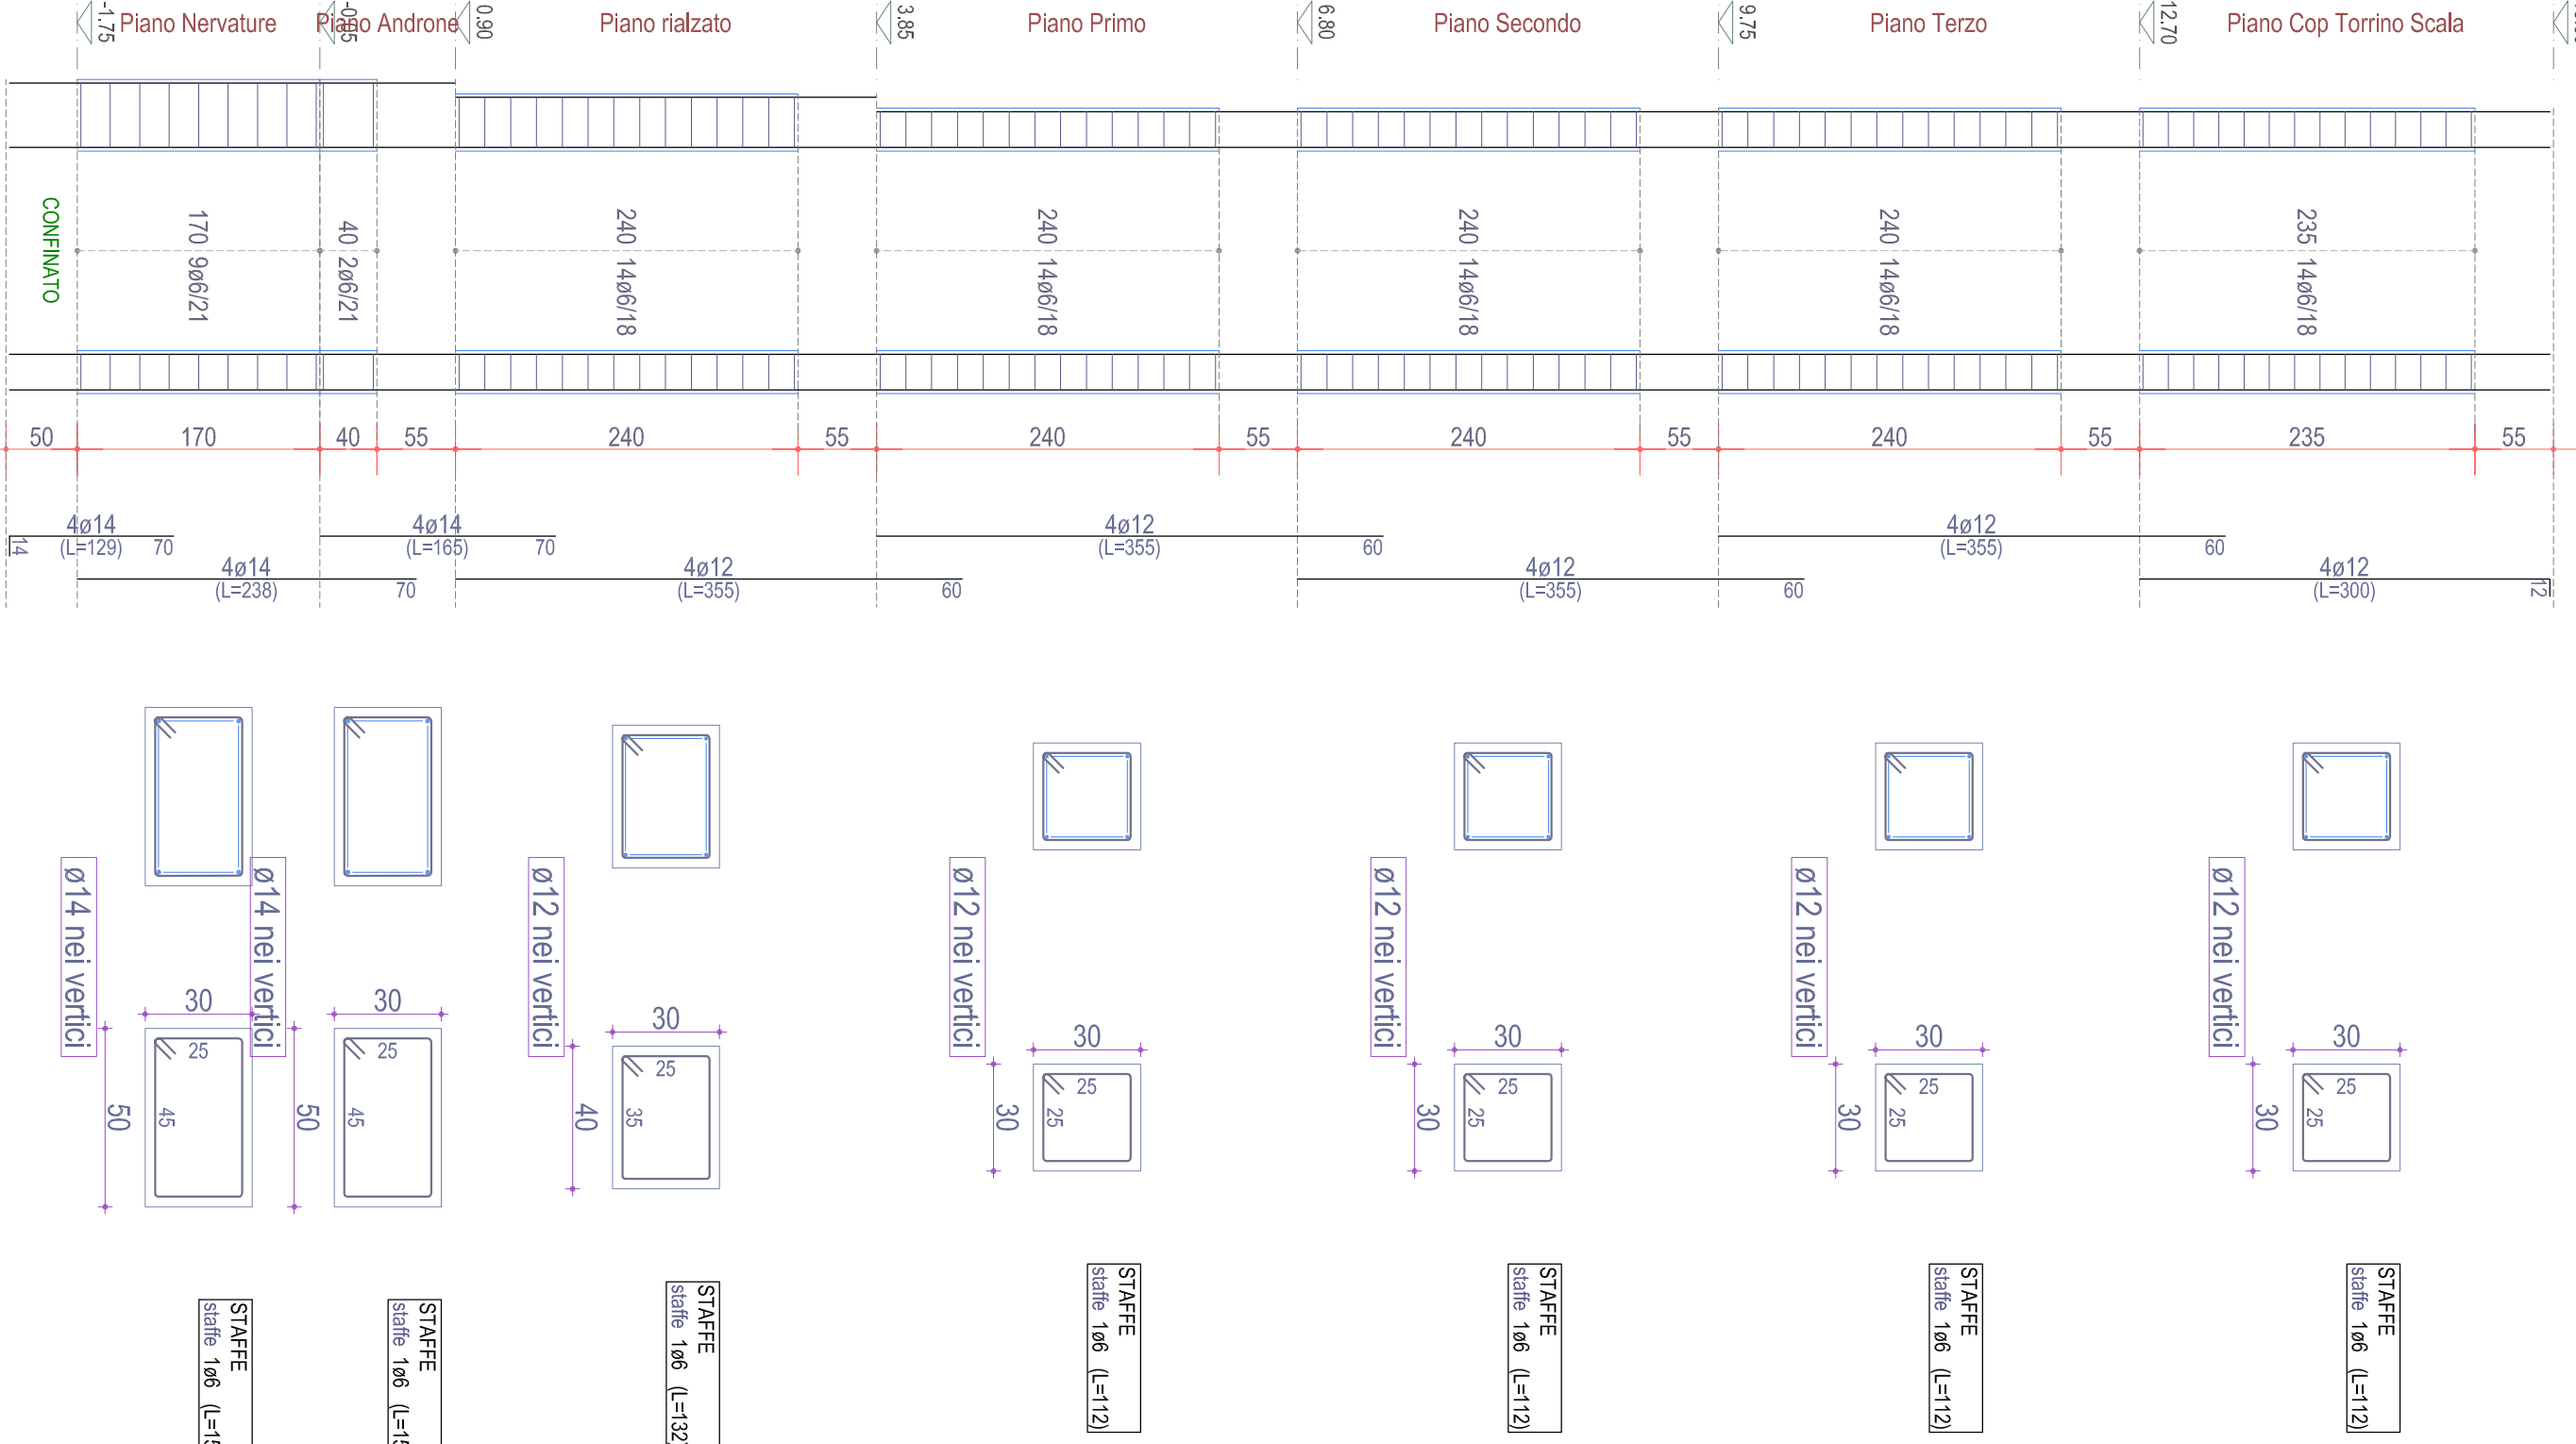 -1.75
Piano Nervature
-0.05
Piano Androne
0.90
Piano rialzato
3.85
Piano Primo
6.80
Piano Secondo
9.75
Piano Terzo
12.70
Piano Cop Torrino Scala
CONFINATO
170 9ø6/21
40 2ø6/21
240 14ø6/18
240 14ø6/18
240 14ø6/18
240 14ø6/18
235 14ø6/18
50 170 40 55 240 55 240 55 240 55 240 55 235 55
4ø14
14 (L=129) 70
4ø14
(L=165) 70
4ø12
(L=355) 60
4ø12
(L=355) 60
4ø14
(L=238) 70
4ø12
(L=355) 60
4ø12
(L=355) 60
4ø12
(L=300) 12
ø14 nei vertici
ø14 nei vertici
ø12 nei vertici
ø12 nei vertici
ø12 nei vertici
ø12 nei vertici
ø12 nei vertici
30
25
45
50
30
25
45
50
30
25
35
40
30
25
25
30
30
25
25
30
30
25
25
30
30
25
25
30
STAFFE
staffe 1ø6 (L=15
STAFFE
staffe 1ø6 (L=15
STAFFE
staffe 1ø6 (L=132)
STAFFE
staffe 1ø6 (L=112)
STAFFE
staffe 1ø6 (L=112)
STAFFE
staffe 1ø6 (L=112)
STAFFE
staffe 1ø6 (L=112)